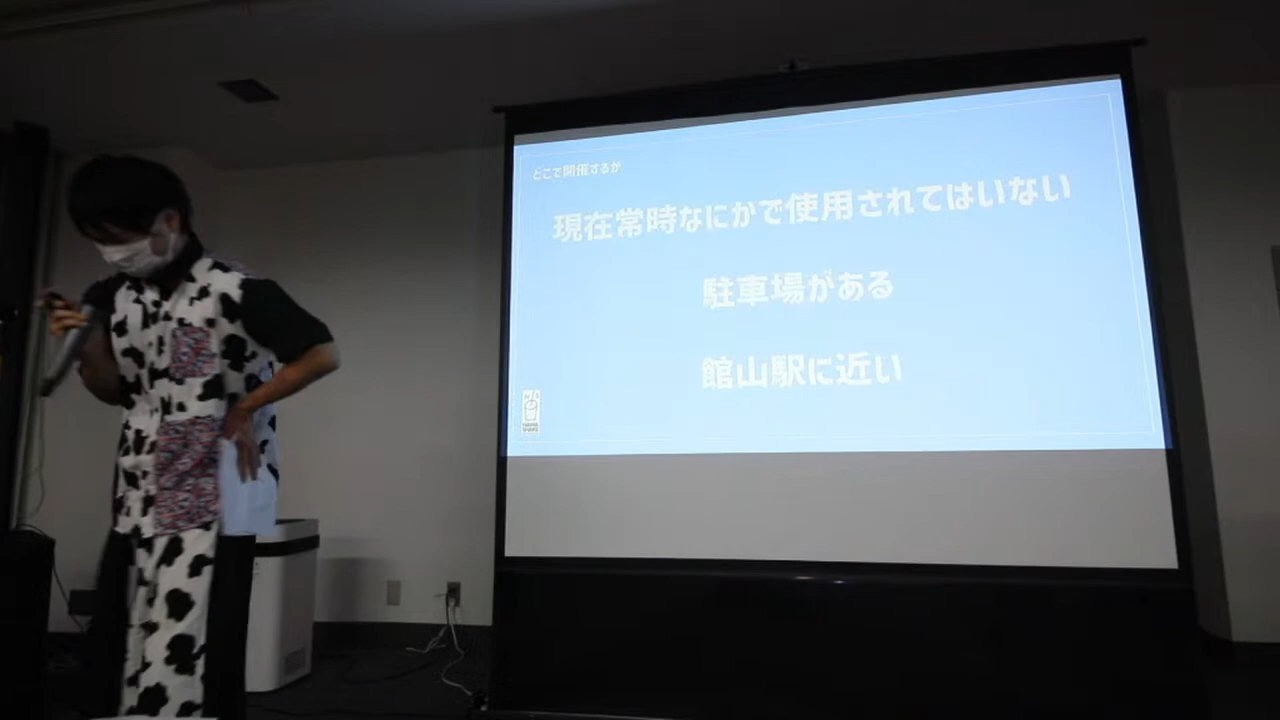 どこで開催するか
現在常時なにかで使用されてはいない
駐車場がある
館山駅に近い